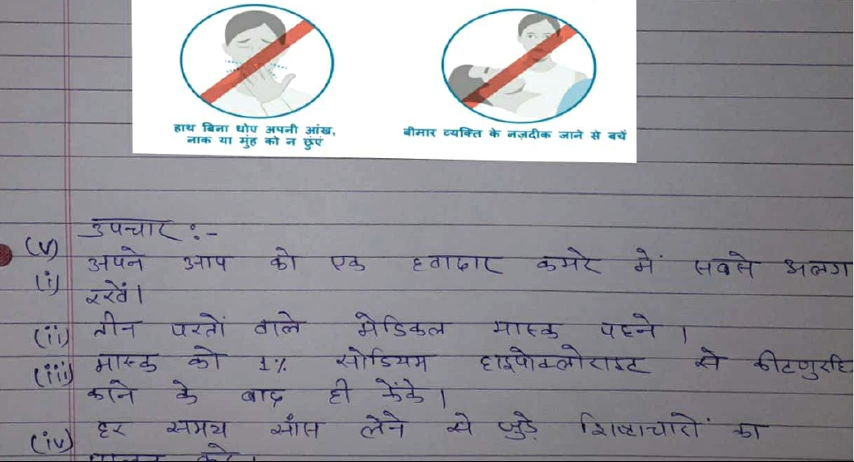 हाथ बिना धोए अपनी आंख,
नाक या मुंह को न छुंएं
बीमार व्यक्ति के नज़दीक जाने से बचें
(v) उपचार :-
(i) अपने आप को एक हवादार कमरे में सबसे अलग
रखें।
(ii) तीन परतों वाले मेडिकल मास्क पहने।
(iii) मास्क को 1% सोडियम हाइपोक्लोराइट से कीटाणुरहि
करने के बाद ही फेंके।
(iv) हर समय साँस लेने से जुड़े शिष्टाचारों का